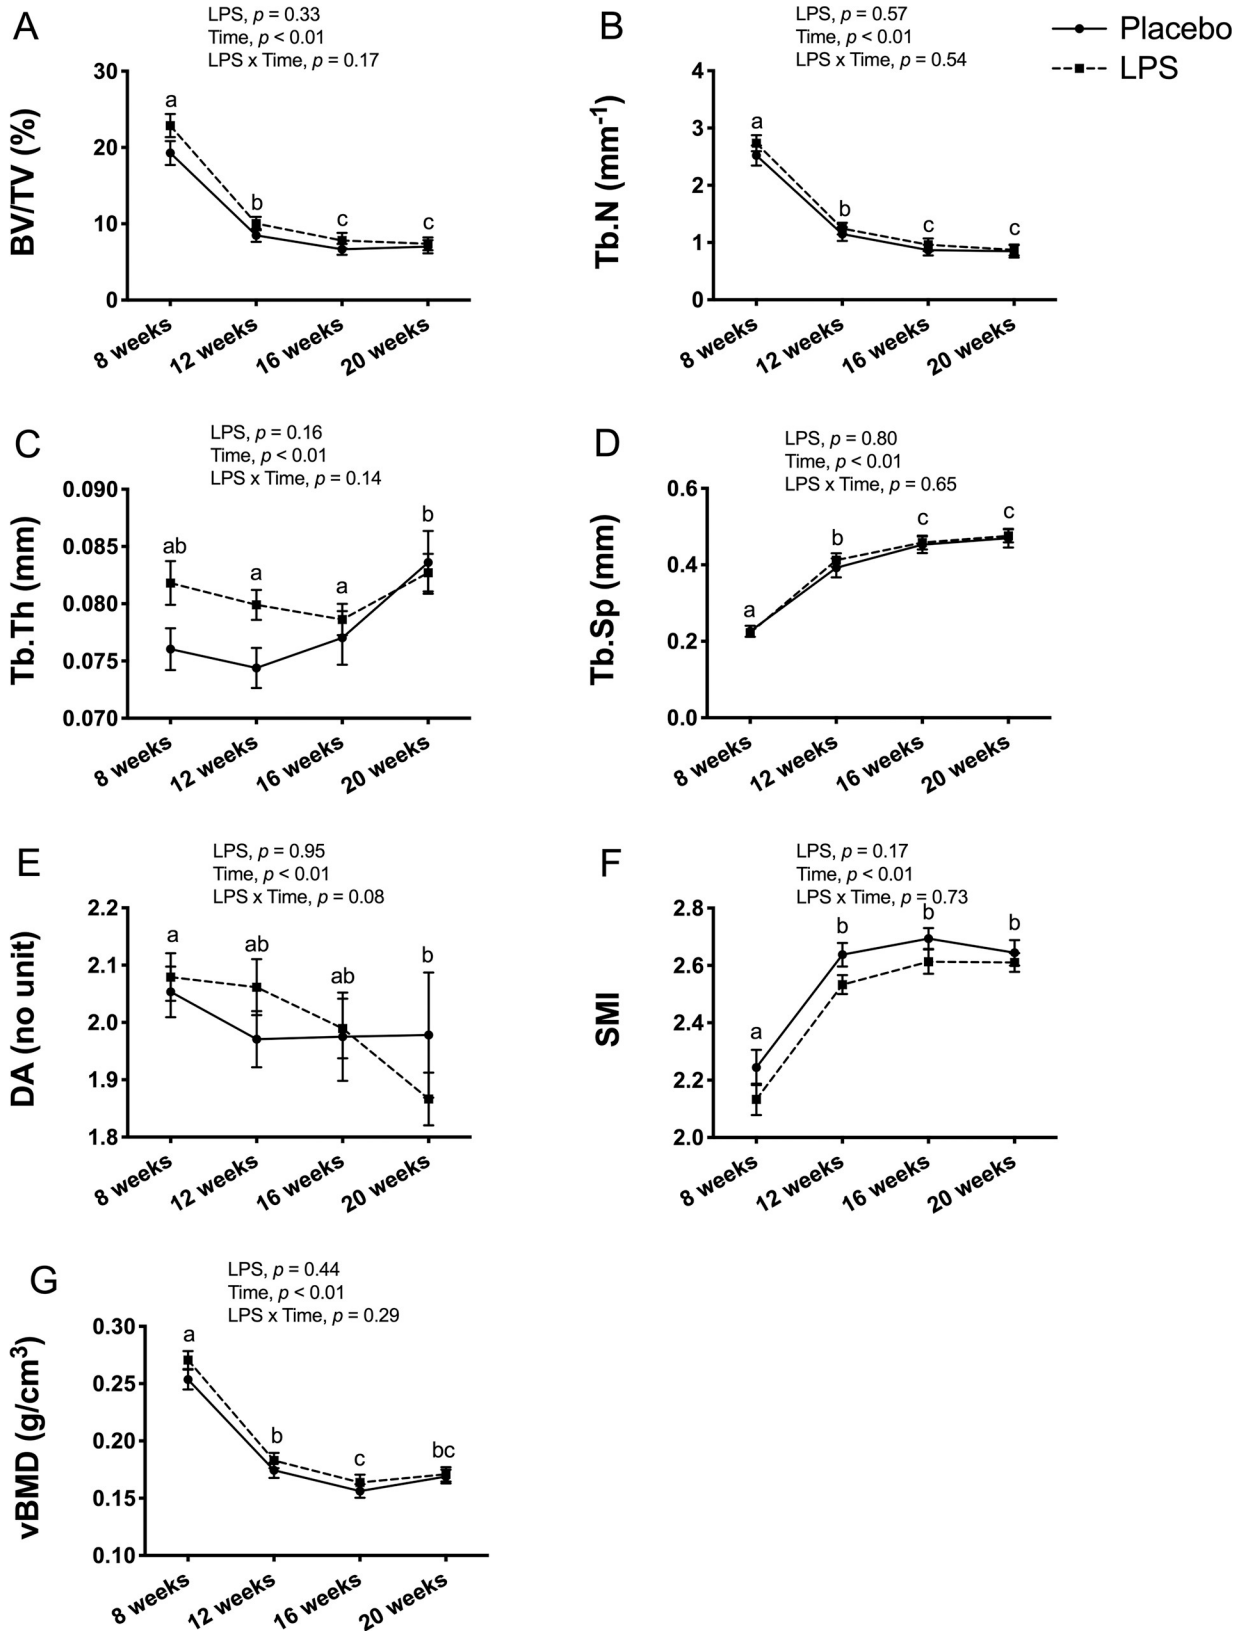 A
LPS, p = 0.33
Time, p < 0.01
LPS x Time, p = 0.17
BV/TV (%)
30
20
10
0
a
b
c
c
8 weeks
12 weeks
16 weeks
20 weeks
B
LPS, p = 0.57
Time, p < 0.01
LPS x Time, p = 0.54
Placebo
LPS
Tb.N (mm⁻¹)
4
3
2
1
0
a
b
c
c
8 weeks
12 weeks
16 weeks
20 weeks
C
LPS, p = 0.16
Time, p < 0.01
LPS x Time, p = 0.14
Tb.Th (mm)
0.090
0.085
0.080
0.075
0.070
ab
a
a
b
8 weeks
12 weeks
16 weeks
20 weeks
D
LPS, p = 0.80
Time, p < 0.01
LPS x Time, p = 0.65
Tb.Sp (mm)
0.6
0.4
0.2
0.0
a
b
c
c
8 weeks
12 weeks
16 weeks
20 weeks
E
LPS, p = 0.95
Time, p < 0.01
LPS x Time, p = 0.08
DA (no unit)
2.2
2.1
2.0
1.9
1.8
a
ab
ab
b
8 weeks
12 weeks
16 weeks
20 weeks
F
LPS, p = 0.17
Time, p < 0.01
LPS x Time, p = 0.73
SMI
2.8
2.6
2.4
2.2
2.0
a
b
b
b
8 weeks
12 weeks
16 weeks
20 weeks
G
LPS, p = 0.44
Time, p < 0.01
LPS x Time, p = 0.29
vBMD (g/cm³)
0.30
0.25
0.20
0.15
0.10
a
b
c
bc
8 weeks
12 weeks
16 weeks
20 weeks